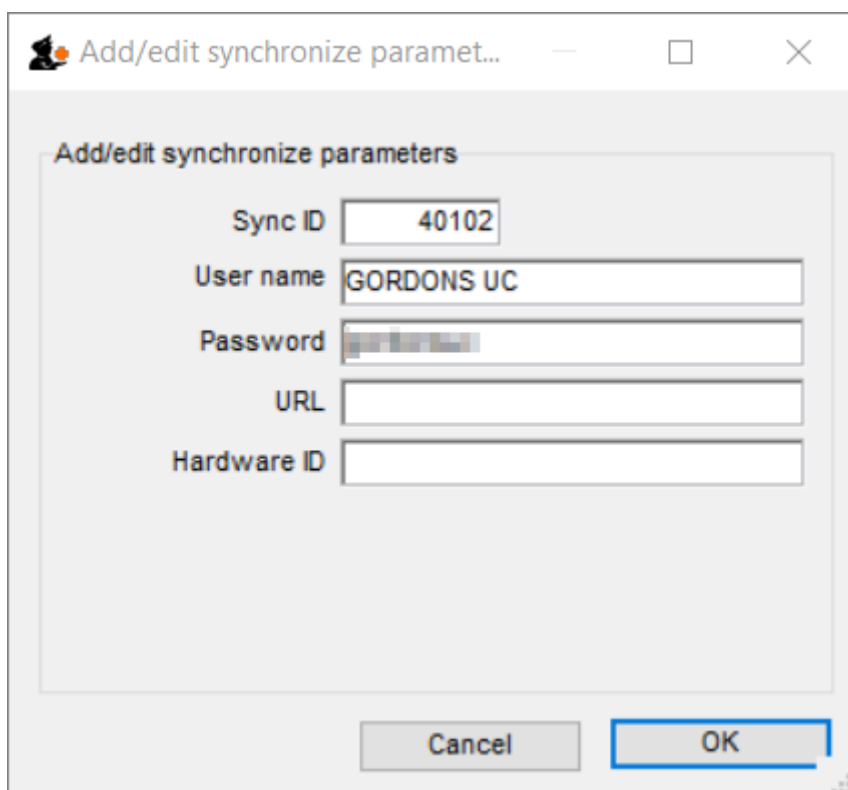 Add/edit synchronize paramet...
Add/edit synchronize parameters
Sync ID 40102
User name GORDONS UC
Password
URL
Hardware ID
Cancel OK